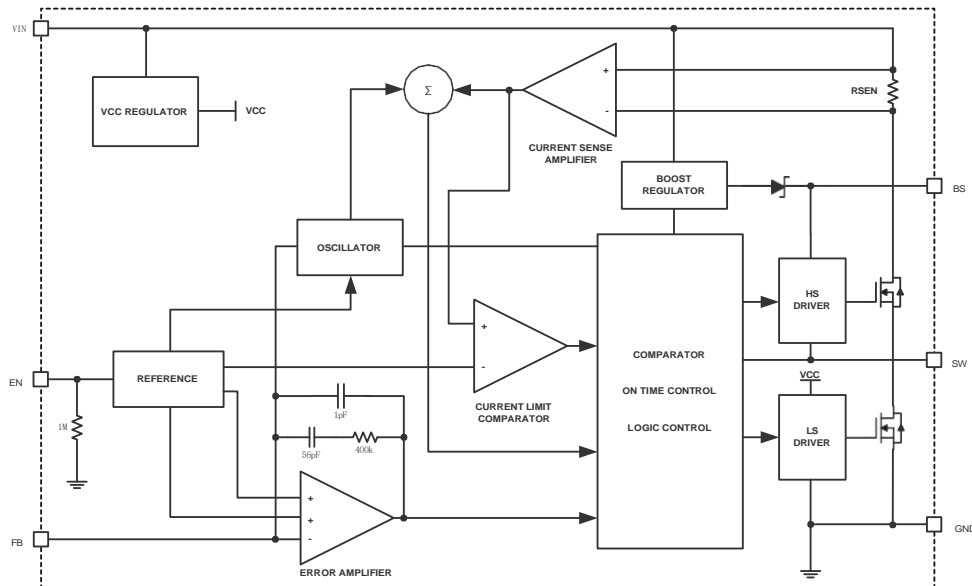 VIN
+
Σ
-
RSEN
VCC REGULATOR
VCC
CURRENT SENSE
AMPLIFIER
BOOST
REGULATOR
BS
OSCILLATOR
HS
DRIVER
+
-
COMPARATOR
ON TIME CONTROL
LOGIC CONTROL
SW
EN
REFERENCE
VCC
CURRENT LIMIT
COMPARATOR
1pF
1M
56pF
400k
LS
DRIVER
+
+
-
GND
FB
ERROR AMPLIFIER